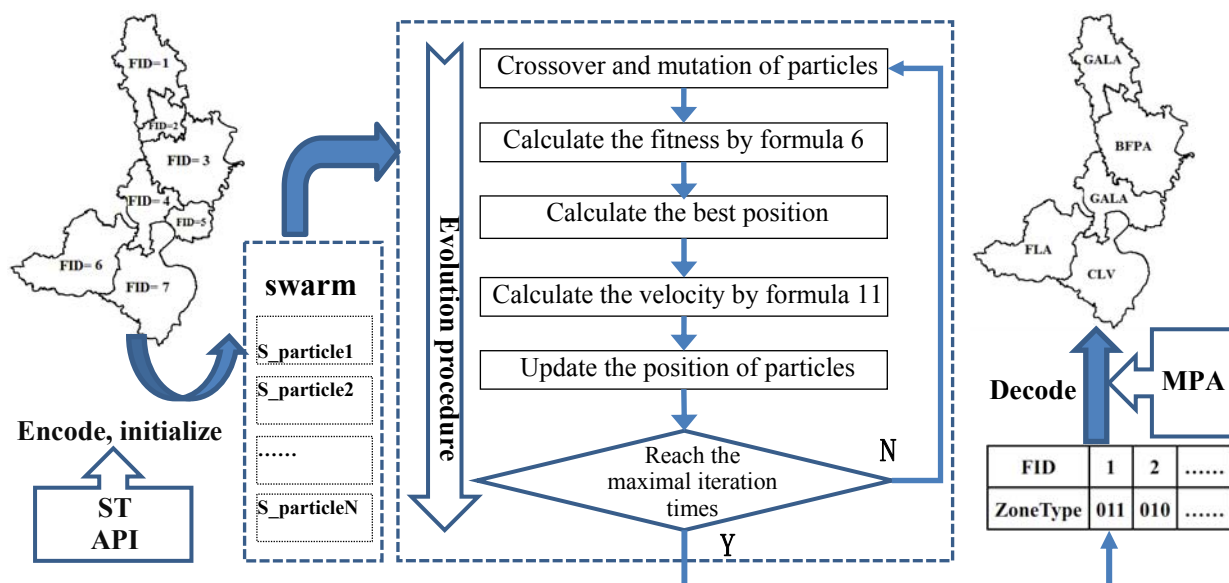 FID=1
FID=2
FID= 3
FID= 4
FID=5
FID= 6
FID= 7
Encode, initialize
ST
API
swarm
S_particle1
S_particle2
......
S_particleN
Evolution procedure
Crossover and mutation of particles
Calculate the fitness by formula 6
Calculate the best position
Calculate the velocity by formula 11
Update the position of particles
Reach the
maximal iteration
times
N
Y
GALA
BFPA
GALA
FLA
CLV
Decode
MPA
FID 1 2 ......
ZoneType 011 010 ......